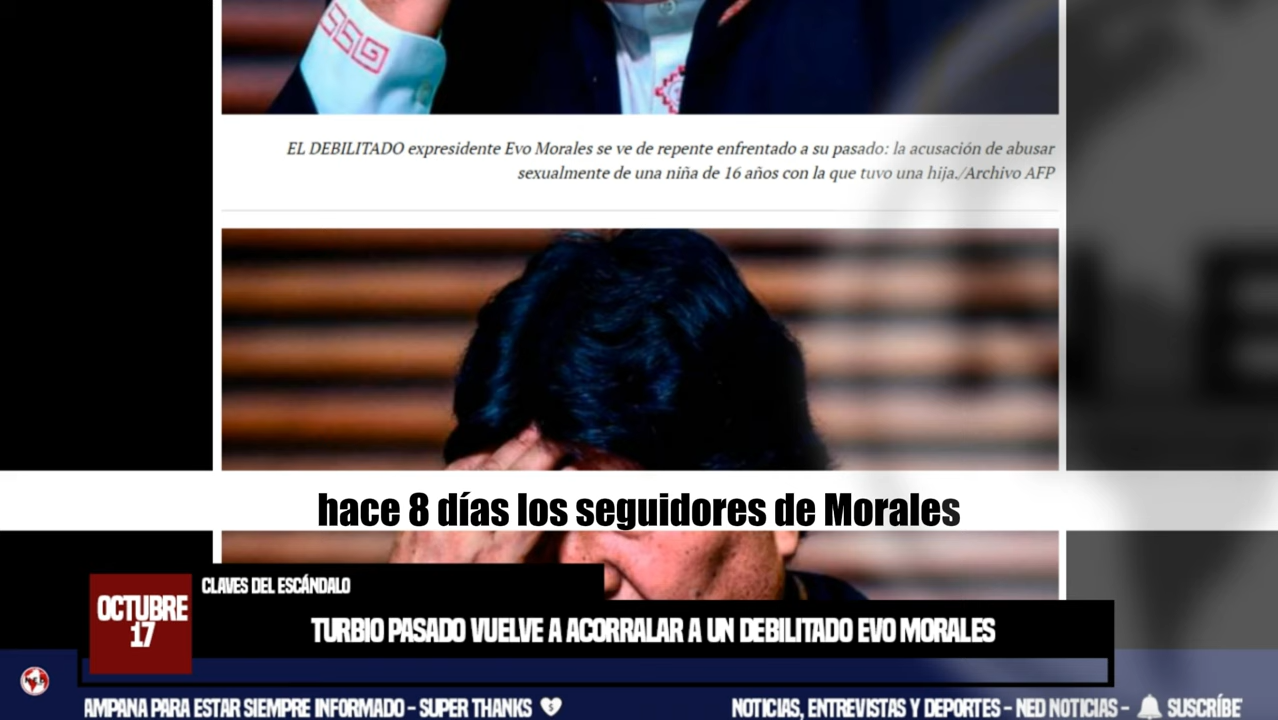 EL DEBILITADO expresidente Evo Morales se ve de repente enfrentado a su pasado: la acusación de abusar
sexualmente de una niña de 16 años con la que tuvo una hija./Archivo AFP
hace 8 días los seguidores de Morales
CLAVES DEL ESCÁNDALO
OCTUBRE
17
TURBIO PASADO VUELVE A ACORRALAR A UN DEBILITADO EVO MORALES
AMPANA PARA ESTAR SIEMPRE INFORMADO - SUPER THANKS
NOTICIAS, ENTREVISTAS Y DEPORTES - NED NOTICIAS - SUSCRÍBE